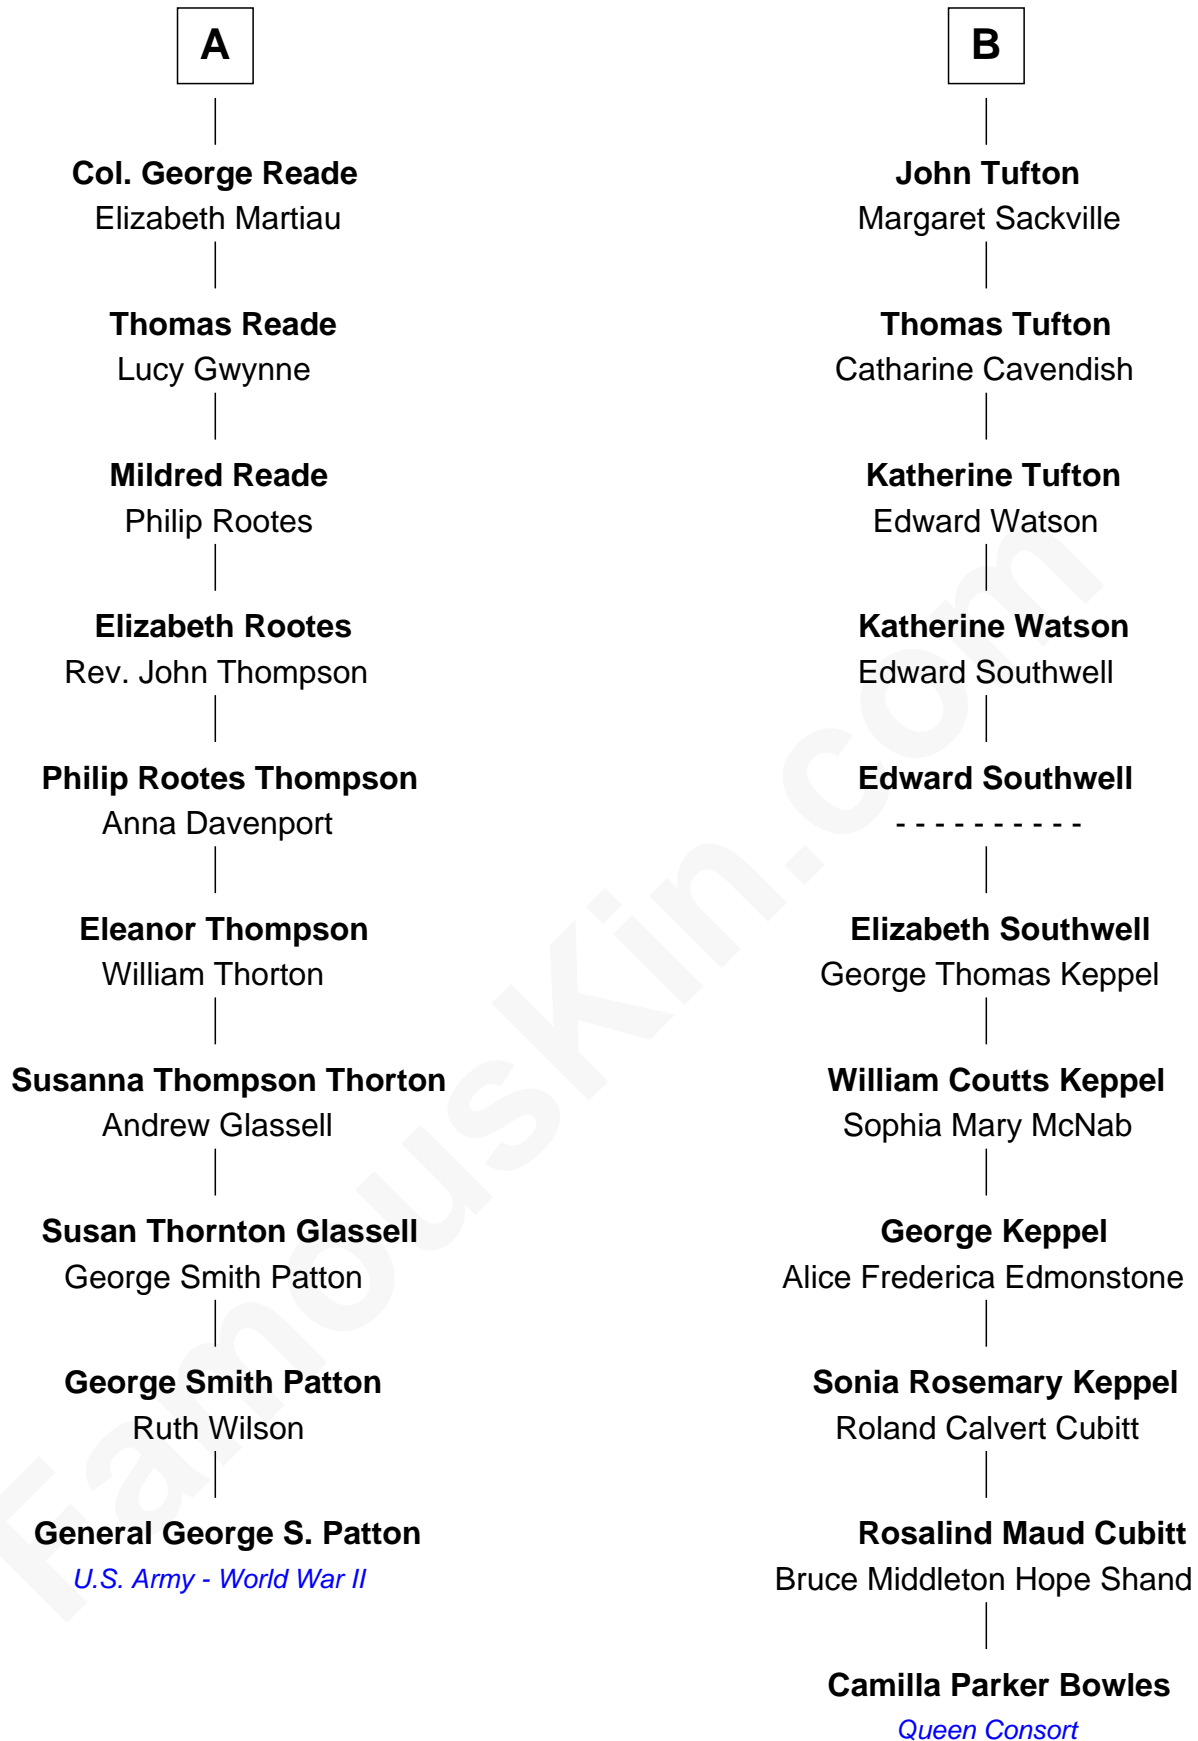 A
Col. George Reade
Elizabeth Martiau
Thomas Reade
Lucy Gwynne
Mildred Reade
Philip Rootes
Elizabeth Rootes
Rev. John Thompson
Philip Rootes Thompson
Anna Davenport
Eleanor Thompson
William Thorton
Susanna Thompson Thorton
Andrew Glassell
Susan Thornton Glassell
George Smith Patton
George Smith Patton
Ruth Wilson
General George S. Patton
U.S. Army - World War II
B
John Tufton
Margaret Sackville
Thomas Tufton
Catharine Cavendish
Katherine Tufton
Edward Watson
Katherine Watson
Edward Southwell
Edward Southwell
- - - - - - - - - -
Elizabeth Southwell
George Thomas Keppel
William Coutts Keppel
Sophia Mary McNab
George Keppel
Alice Frederica Edmonstone
Sonia Rosemary Keppel
Roland Calvert Cubitt
Rosalind Maud Cubitt
Bruce Middleton Hope Shand
Camilla Parker Bowles
Queen Consort
FamousKin.com